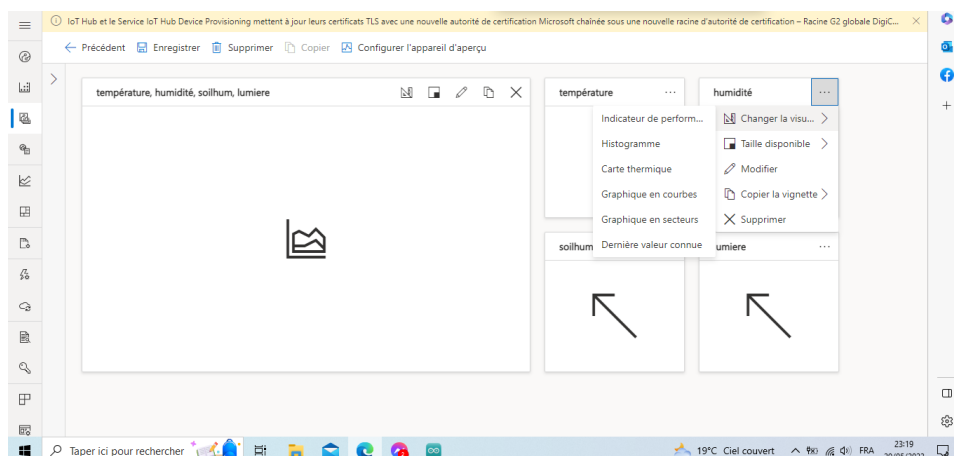 IoT Hub et le Service IoT Hub Device Provisioning mettent à jour leurs certificats TLS avec une nouvelle autorité de certification Microsoft chaînée sous une nouvelle racine d'autorité de certification – Racine G2 globale DigiC...
Précédent Enregistrer Supprimer Copier Configurer l'appareil d'aperçu
température, humidité, soilhum, lumiere
température
humidité
Indicateur de perform...
Histogramme
Carte thermique
Graphique en courbes
Graphique en secteurs
Dernière valeur connue
Changer la visu...
Taille disponible
Modifier
Copier la vignette
Supprimer
soilhum
umiere
Taper ici pour rechercher
19°C Ciel couvert
FRA
23:19